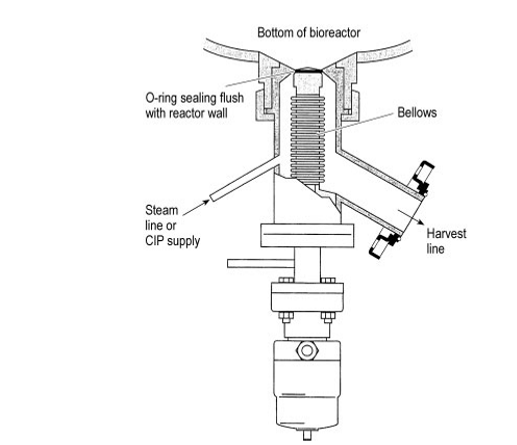 Bottom of bioreactor
O-ring sealing flush
with reactor wall
Bellows
Steam
line or
CIP supply
Harvest
line